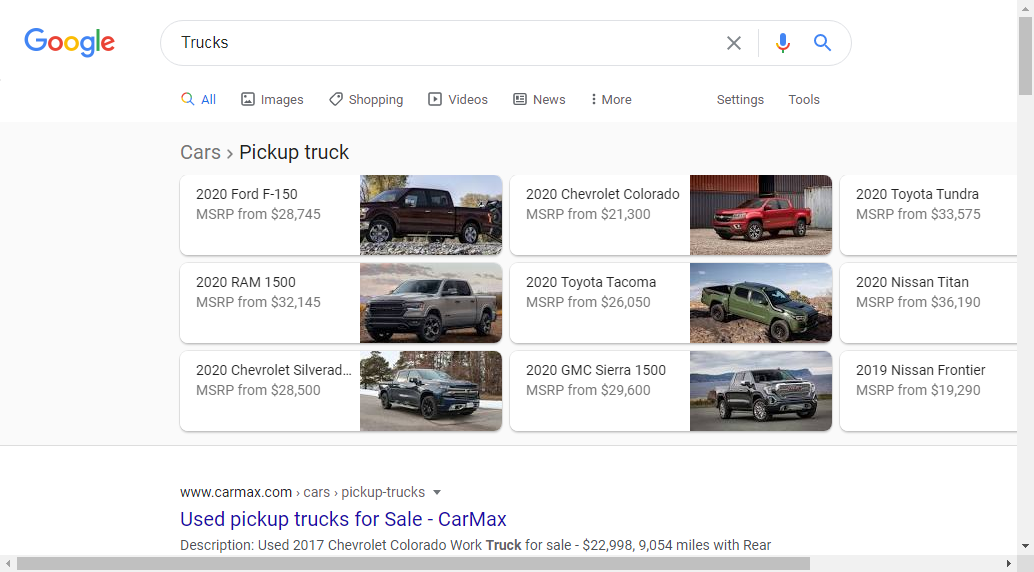 Google
Trucks
All Images Shopping Videos News More Settings Tools
Cars › Pickup truck
2020 Ford F-150
MSRP from $28,745
2020 Chevrolet Colorado
MSRP from $21,300
2020 Toyota Tundra
MSRP from $33,575
2020 RAM 1500
MSRP from $32,145
2020 Toyota Tacoma
MSRP from $26,050
2020 Nissan Titan
MSRP from $36,190
2020 Chevrolet Silverad...
MSRP from $28,500
2020 GMC Sierra 1500
MSRP from $29,600
2019 Nissan Frontier
MSRP from $19,290
www.carmax.com › cars › pickup-trucks
Used pickup trucks for Sale - CarMax
Description: Used 2017 Chevrolet Colorado Work Truck for sale - $22,998, 9,054 miles with Rear